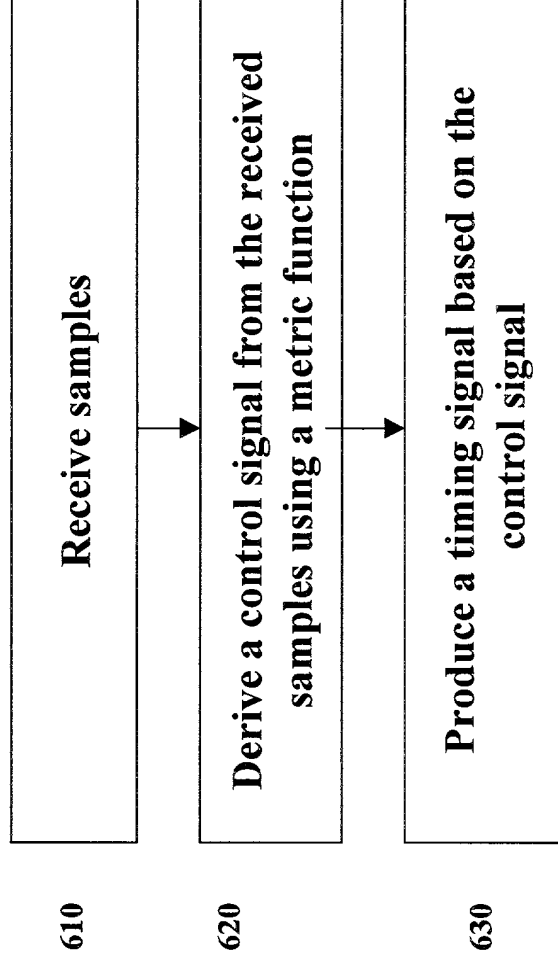 610
Receive samples
620
Derive a control signal from the received
samples using a metric function
630
Produce a timing signal based on the
control signal